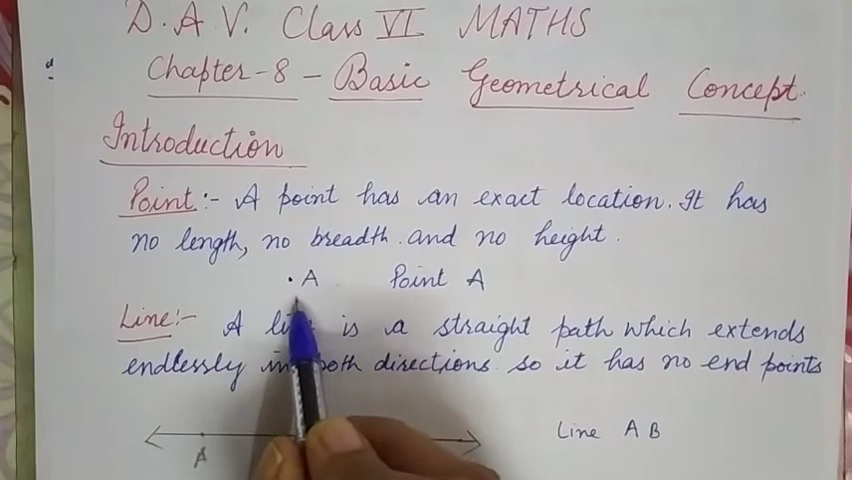 D.A.V. Class VI MATHS
Chapter-8 - Basic Geometrical Concept.
Introduction
Point:- A point has an exact location. It has
no length, no breadth. and no height.
. A Point A
Line:- A is a straight path which extends
endlessly both directions. so it has no end points
Line AB
A